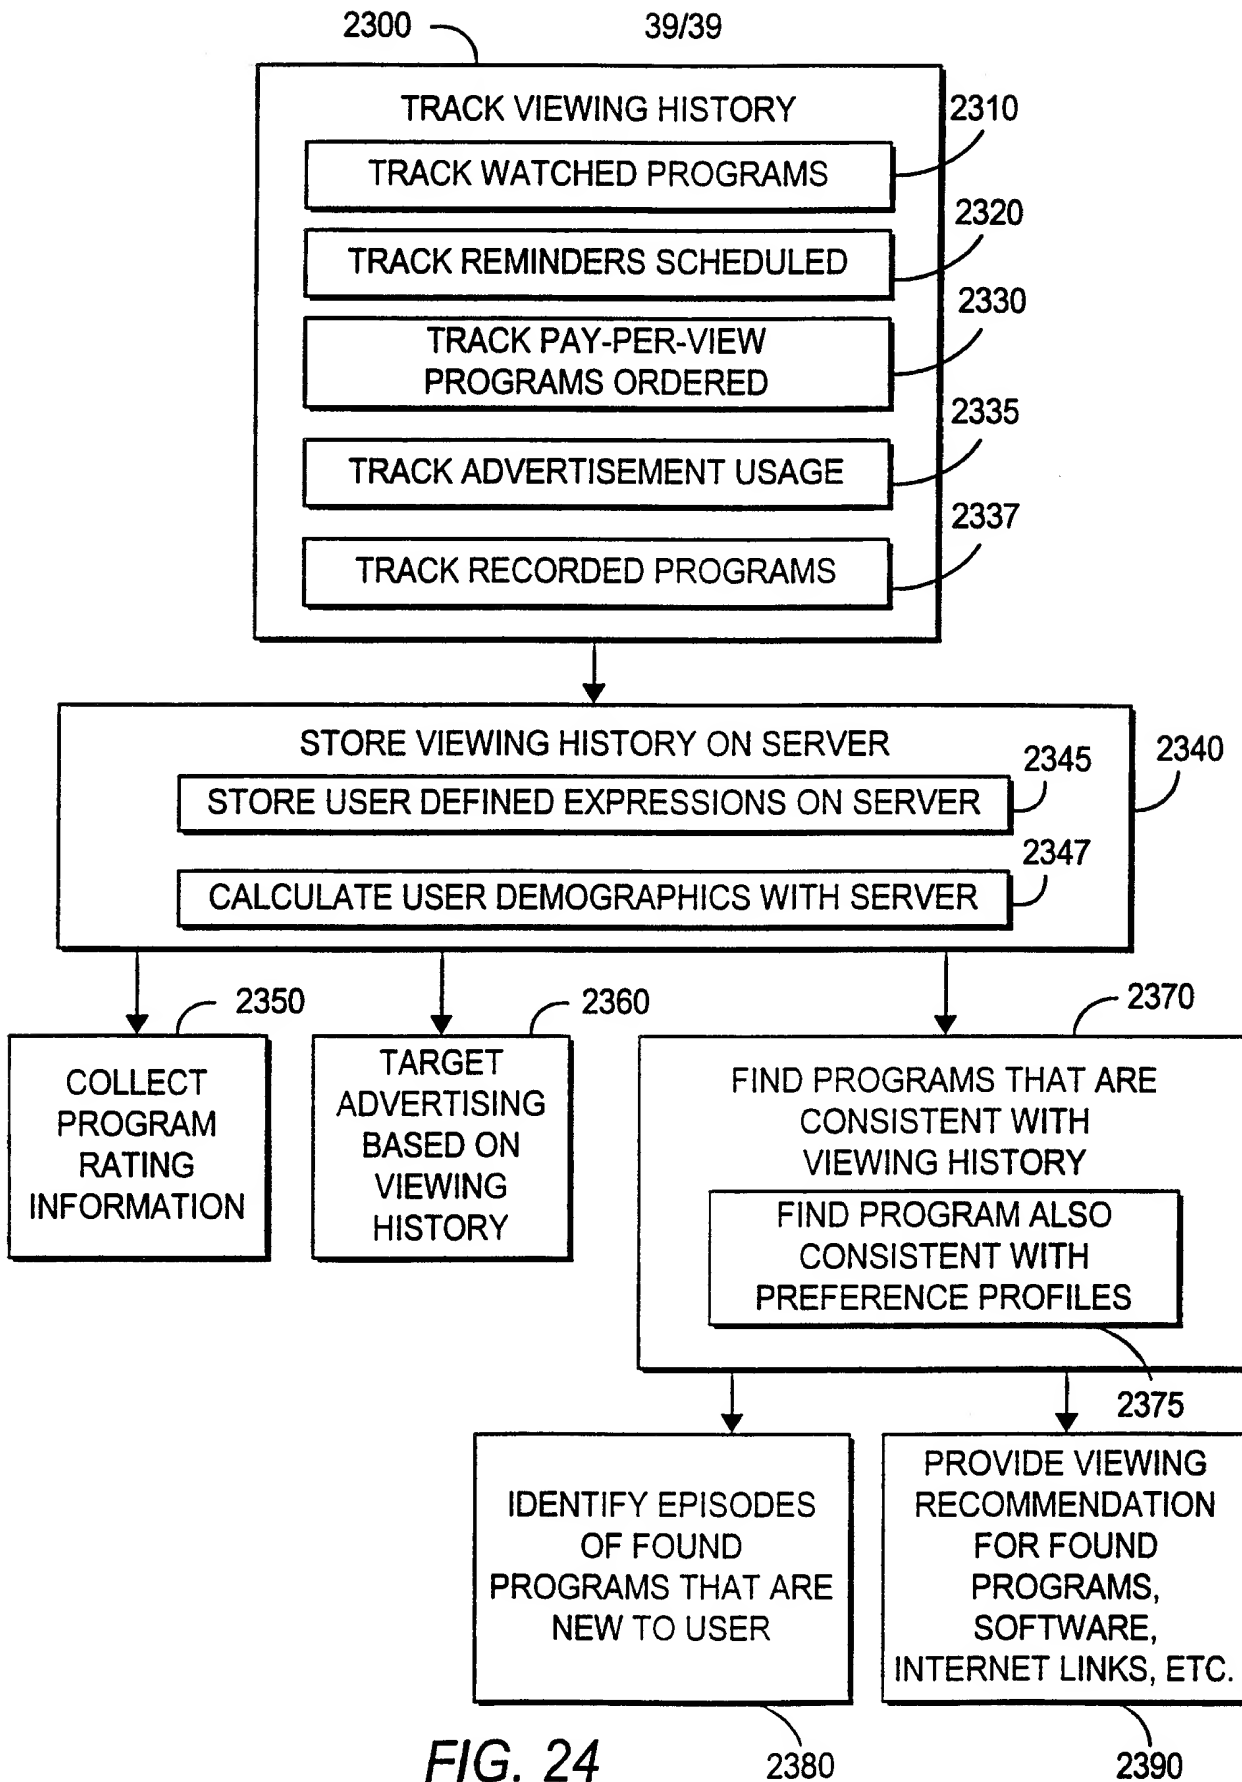 2300
39/39
TRACK VIEWING HISTORY
2310
TRACK WATCHED PROGRAMS
2320
TRACK REMINDERS SCHEDULED
2330
TRACK PAY-PER-VIEW
PROGRAMS ORDERED
2335
TRACK ADVERTISEMENT USAGE
2337
TRACK RECORDED PROGRAMS
STORE VIEWING HISTORY ON SERVER
2345
2340
STORE USER DEFINED EXPRESSIONS ON SERVER
2347
CALCULATE USER DEMOGRAPHICS WITH SERVER
2350
COLLECT
PROGRAM
RATING
INFORMATION
2360
TARGET
ADVERTISING
BASED ON
VIEWING
HISTORY
2370
FIND PROGRAMS THAT ARE
CONSISTENT WITH
VIEWING HISTORY
FIND PROGRAM ALSO
CONSISTENT WITH
PREFERENCE PROFILES
2375
IDENTIFY EPISODES
OF FOUND
PROGRAMS THAT ARE
NEW TO USER
PROVIDE VIEWING
RECOMMENDATION
FOR FOUND
PROGRAMS,
SOFTWARE,
INTERNET LINKS, ETC.
FIG. 24
2380
2390